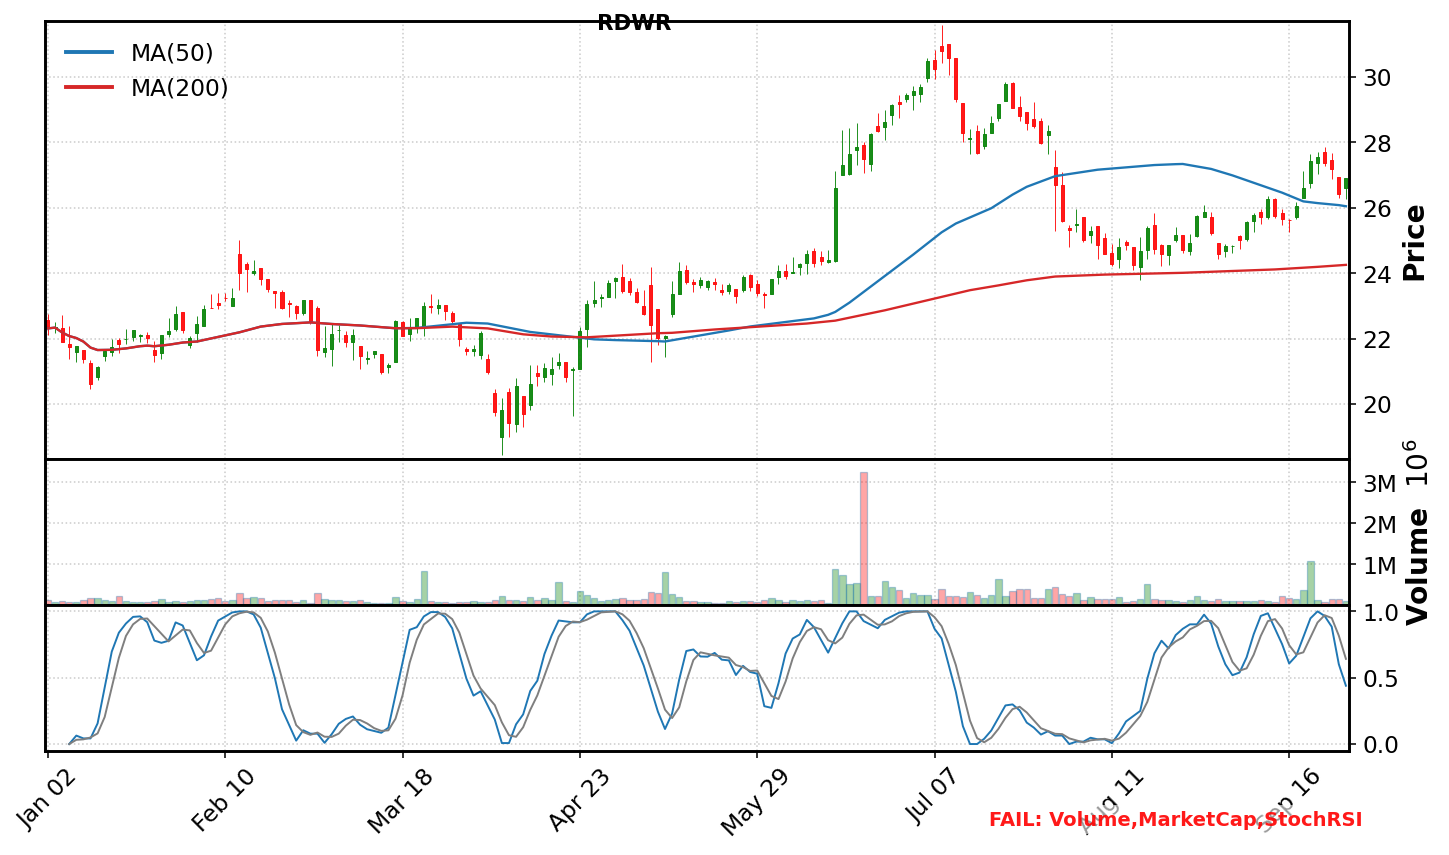 RDWR
MA(50)
MA(200)
30
28
26
24
22
20
Price
3M
2M
1M
Volume 10^6
1.0
0.5
0.0
Jan 02
Feb 10
Mar 18
Apr 23
May 29
Jul 07
Aug 11
Sep 16
FAIL: Volume,MarketCap,StochRSI